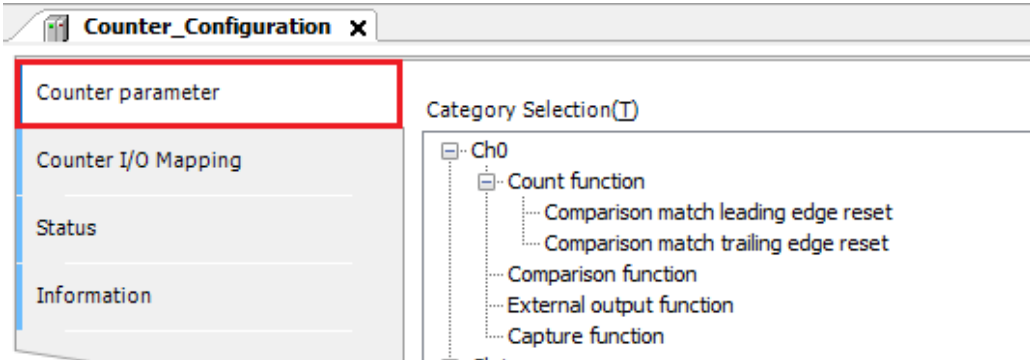 Counter_Configuration x
Counter parameter
Counter I/O Mapping
Status
Information
Category Selection(T)
Ch0
Count function
Comparison match leading edge reset
Comparison match trailing edge reset
Comparison function
External output function
Capture function